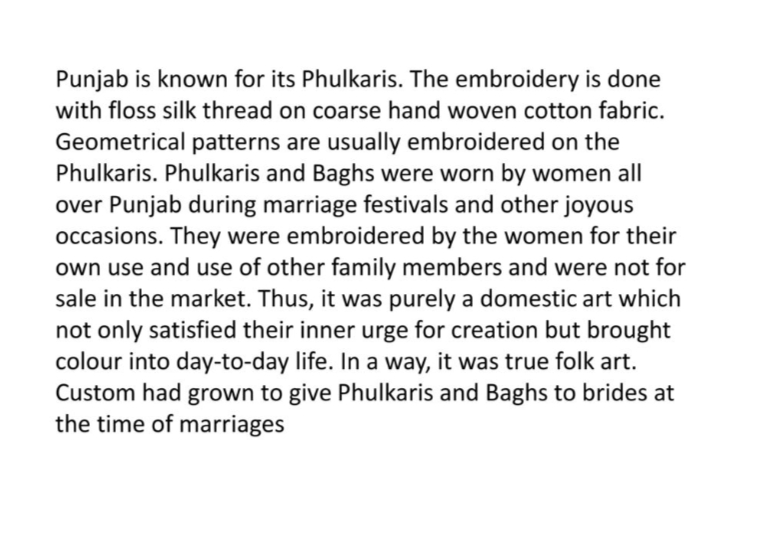 Punjab is known for its Phulkaris. The embroidery is done
with floss silk thread on coarse hand woven cotton fabric.
Geometrical patterns are usually embroidered on the
Phulkaris. Phulkaris and Baghs were worn by women all
over Punjab during marriage festivals and other joyous
occasions. They were embroidered by the women for their
own use and use of other family members and were not for
sale in the market. Thus, it was purely a domestic art which
not only satisfied their inner urge for creation but brought
colour into day-to-day life. In a way, it was true folk art.
Custom had grown to give Phulkaris and Baghs to brides at
the time of marriages